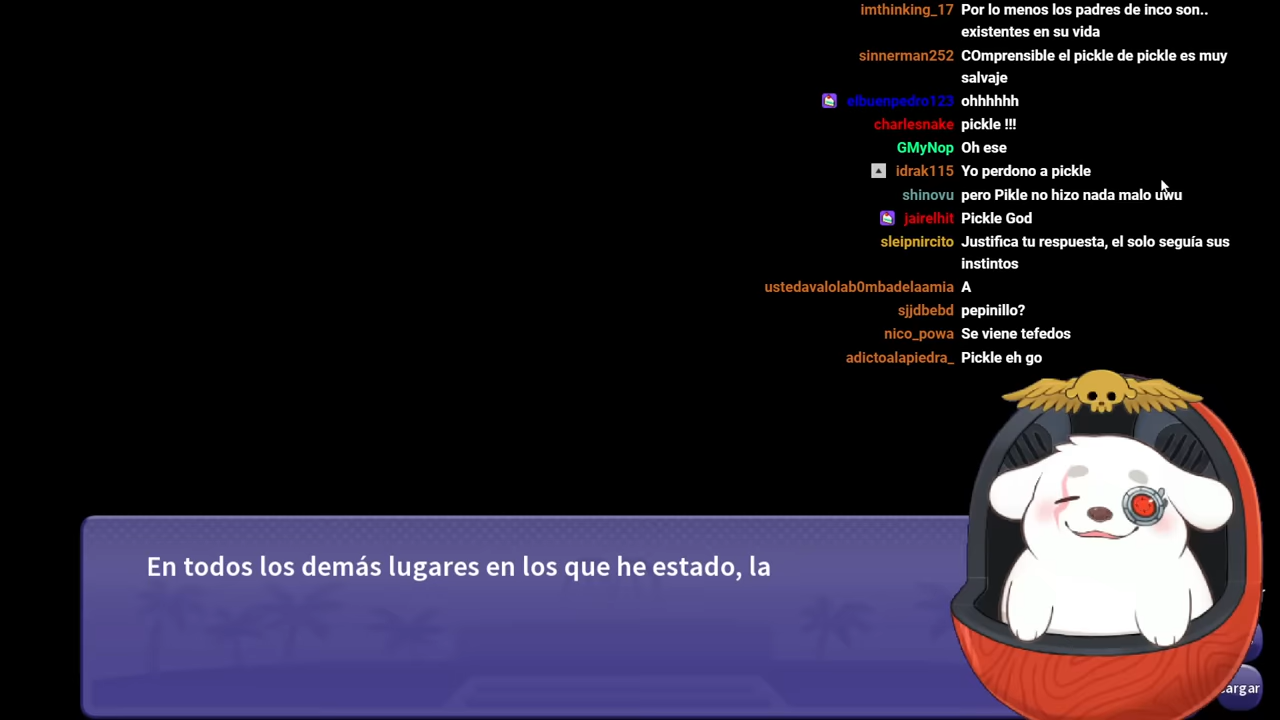 imthinking_17 Por lo menos los padres de inco son..
existentes en su vida
sinnerman252 COmprensible el pickle de pickle es muy
salvaje
elbuenpedro123 ohhhhhh
charlesnake pickle !!!
GMyNop Oh ese
idrak115 Yo perdono a pickle
shinovu pero Pikle no hizo nada malo uwu
jairelhit Pickle God
sleipnircito Justifica tu respuesta, el solo seguía sus
instintos
ustedavalolab0mbadelaamia A
sjjdbebd pepinillo?
nico_powa Se viene tefedos
adictoalapiedra_ Pickle eh go
En todos los demás lugares en los que he estado, la